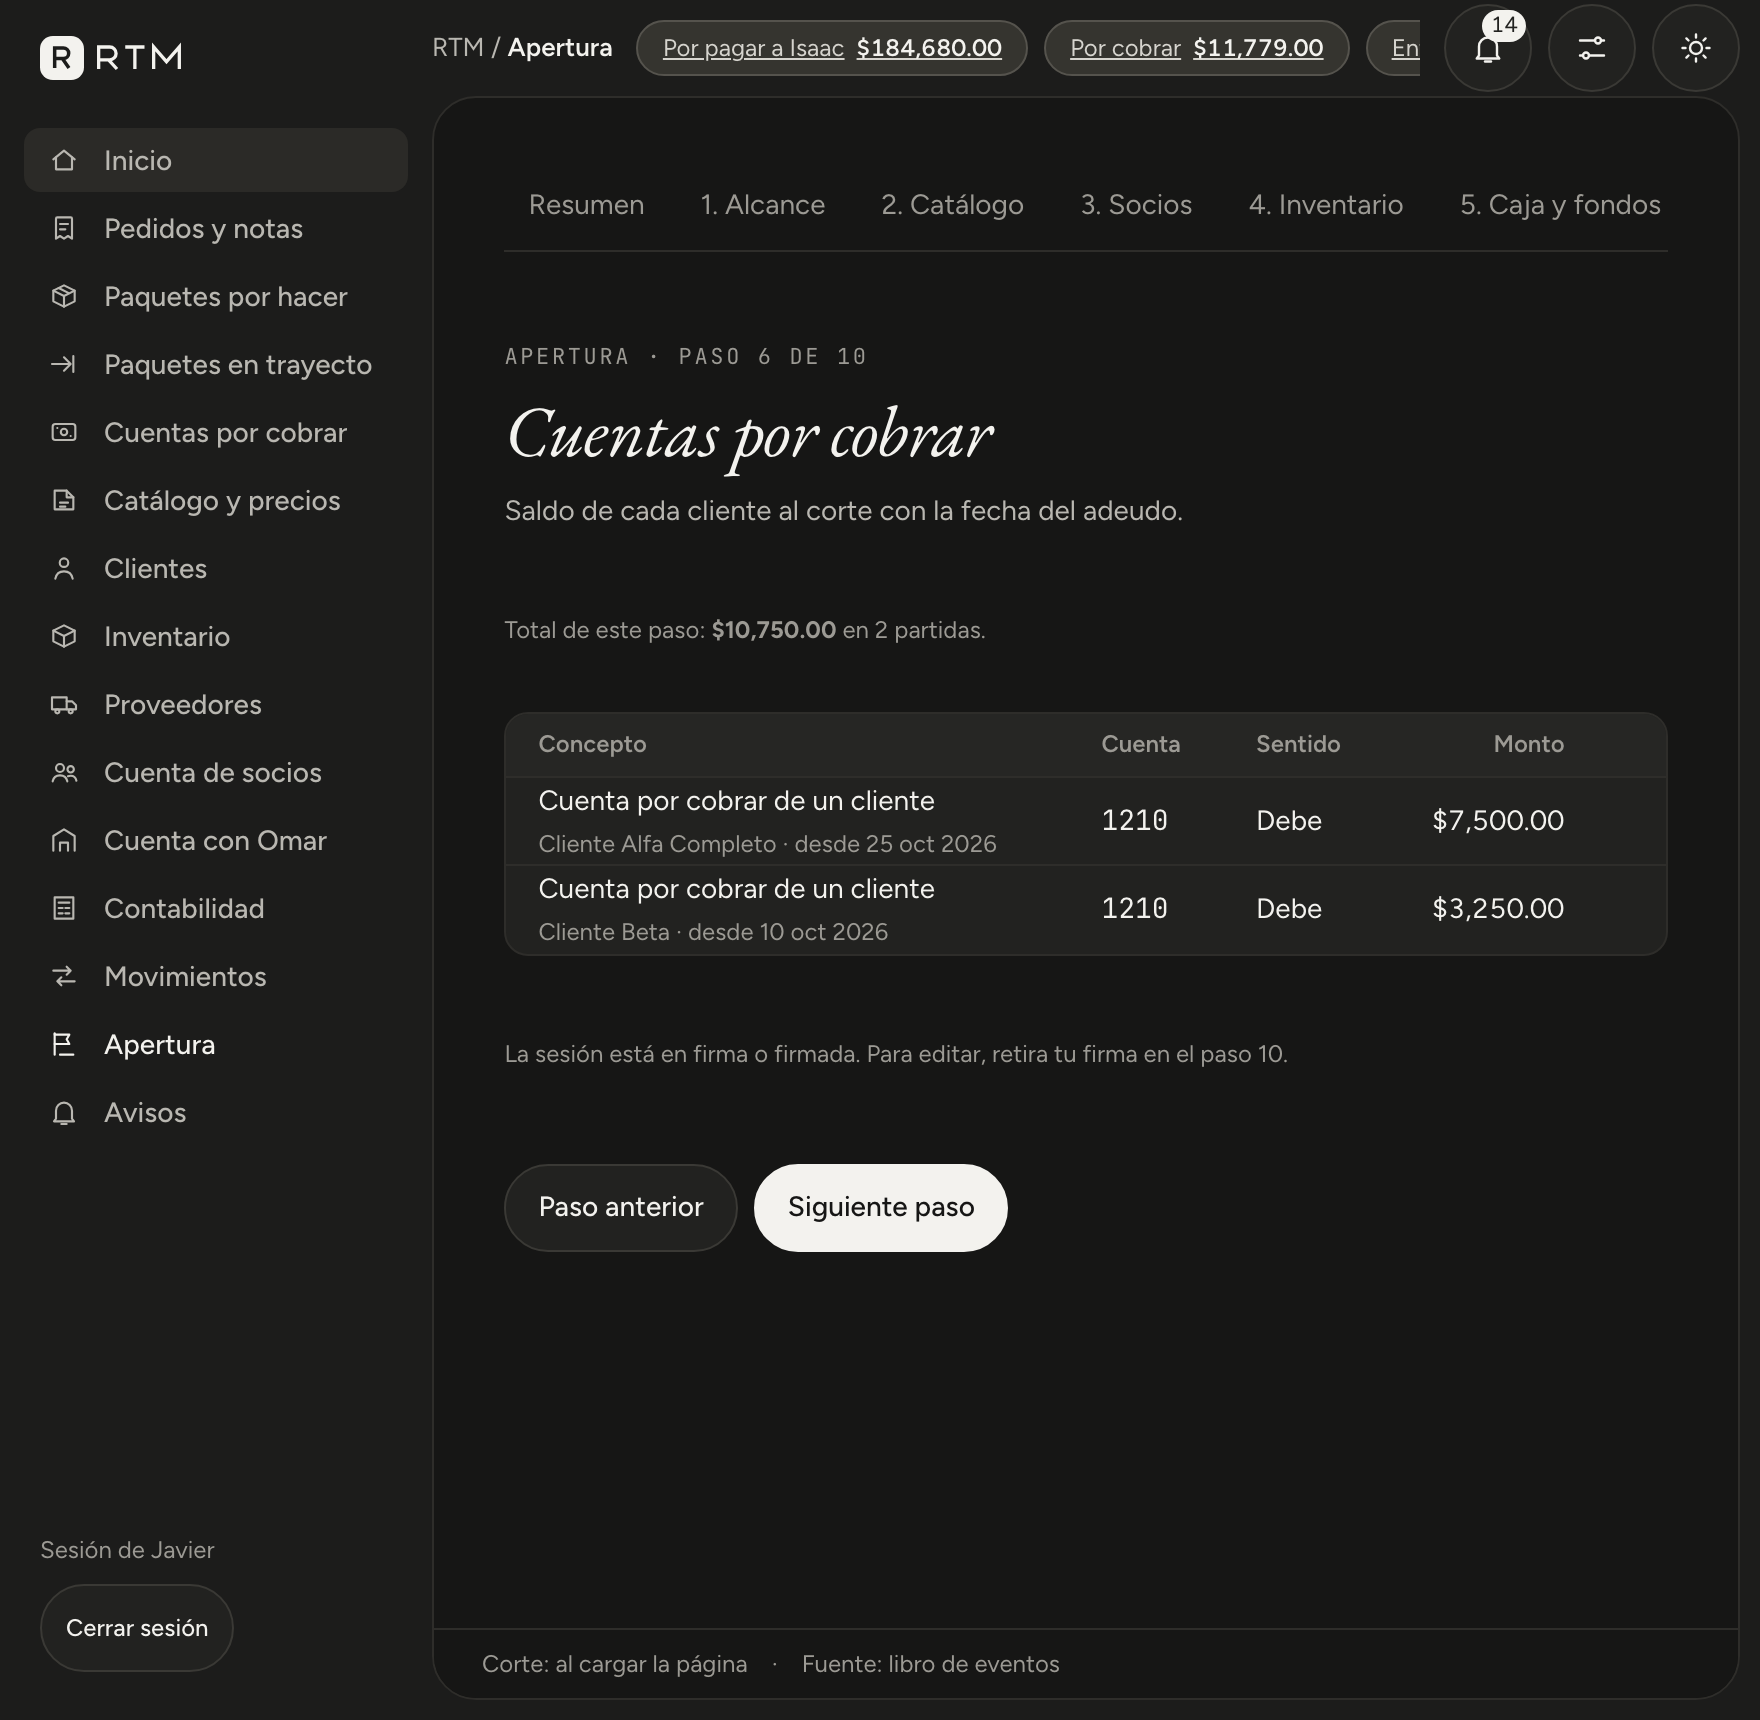 R RTM
RTM / Apertura
Por pagar a Isaac $184,680.00
Por cobrar $11,779.00
En
14
Inicio
Pedidos y notas
Paquetes por hacer
Paquetes en trayecto
Cuentas por cobrar
Catálogo y precios
Clientes
Inventario
Proveedores
Cuenta de socios
Cuenta con Omar
Contabilidad
Movimientos
Apertura
Avisos
Sesión de Javier
Cerrar sesión
Resumen 1. Alcance 2. Catálogo 3. Socios 4. Inventario 5. Caja y fondos
APERTURA · PASO 6 DE 10
Cuentas por cobrar
Saldo de cada cliente al corte con la fecha del adeudo.
Total de este paso: $10,750.00 en 2 partidas.
Concepto Cuenta Sentido Monto
Cuenta por cobrar de un cliente 1210 Debe $7,500.00
Cliente Alfa Completo · desde 25 oct 2026
Cuenta por cobrar de un cliente 1210 Debe $3,250.00
Cliente Beta · desde 10 oct 2026
La sesión está en firma o firmada. Para editar, retira tu firma en el paso 10.
Paso anterior Siguiente paso
Corte: al cargar la página · Fuente: libro de eventos